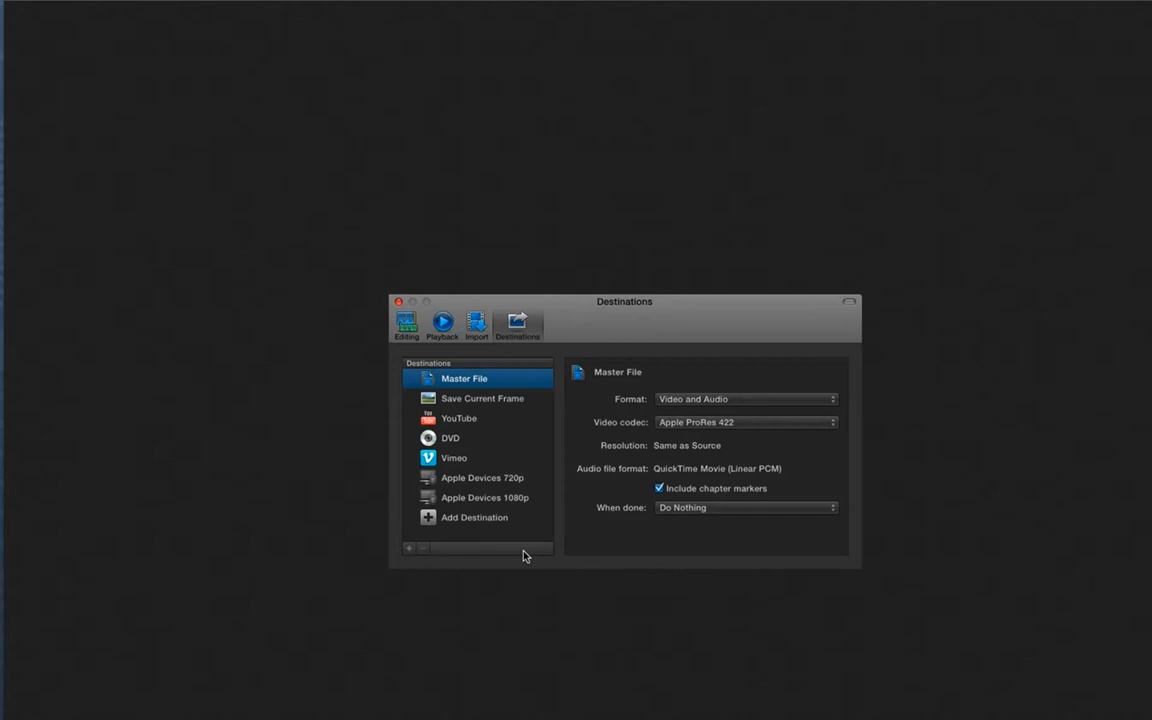 Destinations
Editing
Playback
Import
Destinations
Destinations
Master File
Save Current Frame
YouTube
DVD
Vimeo
Apple Devices 720p
Apple Devices 1080p
Add Destination
Master File
Format: Video and Audio
Video codec: Apple ProRes 422
Resolution: Same as Source
Audio file format: QuickTime Movie (Linear PCM)
Include chapter markers
When done: Do Nothing